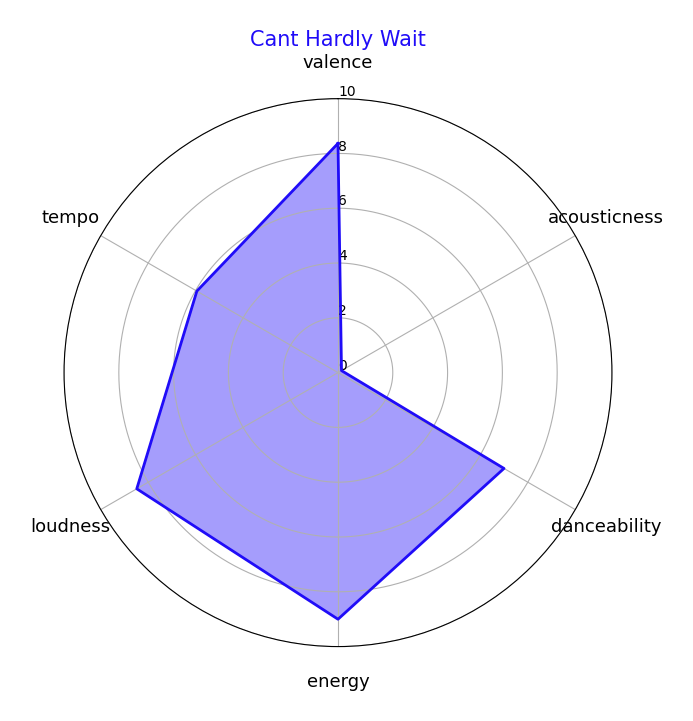 Cant Hardly Wait
valence
10
8
6
4
2
0
tempo
acousticness
loudness
danceability
energy